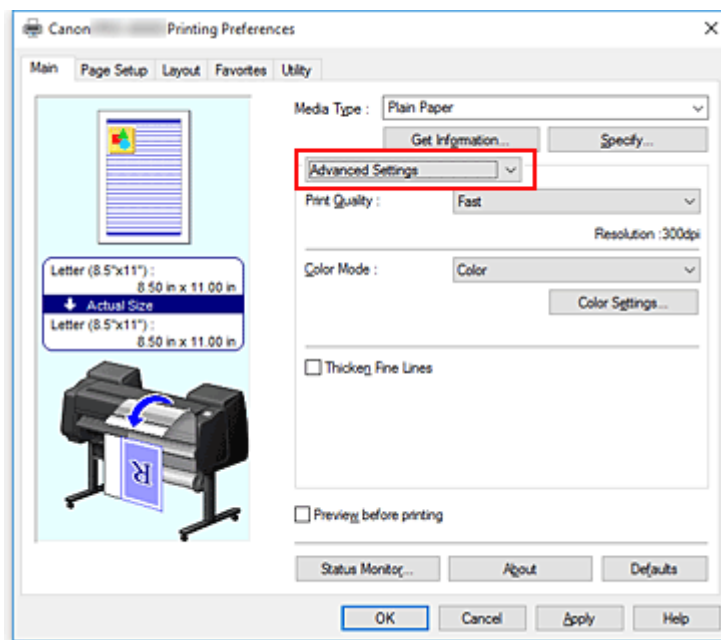 Canon Printing Preferences
Main Page Setup Layout Favorites Utility
Media Type : Plain Paper
Get Information... Specify...
Advanced Settings
Print Quality : Fast
Resolution :300dpi
Color Mode : Color
Color Settings...
Thicken Fine Lines
Letter (8.5"x11") :
8.50 in x 11.00 in
Actual Size
Letter (8.5"x11") :
8.50 in x 11.00 in
R
Preview before printing
Status Monitor... About Defaults
OK Cancel Apply Help